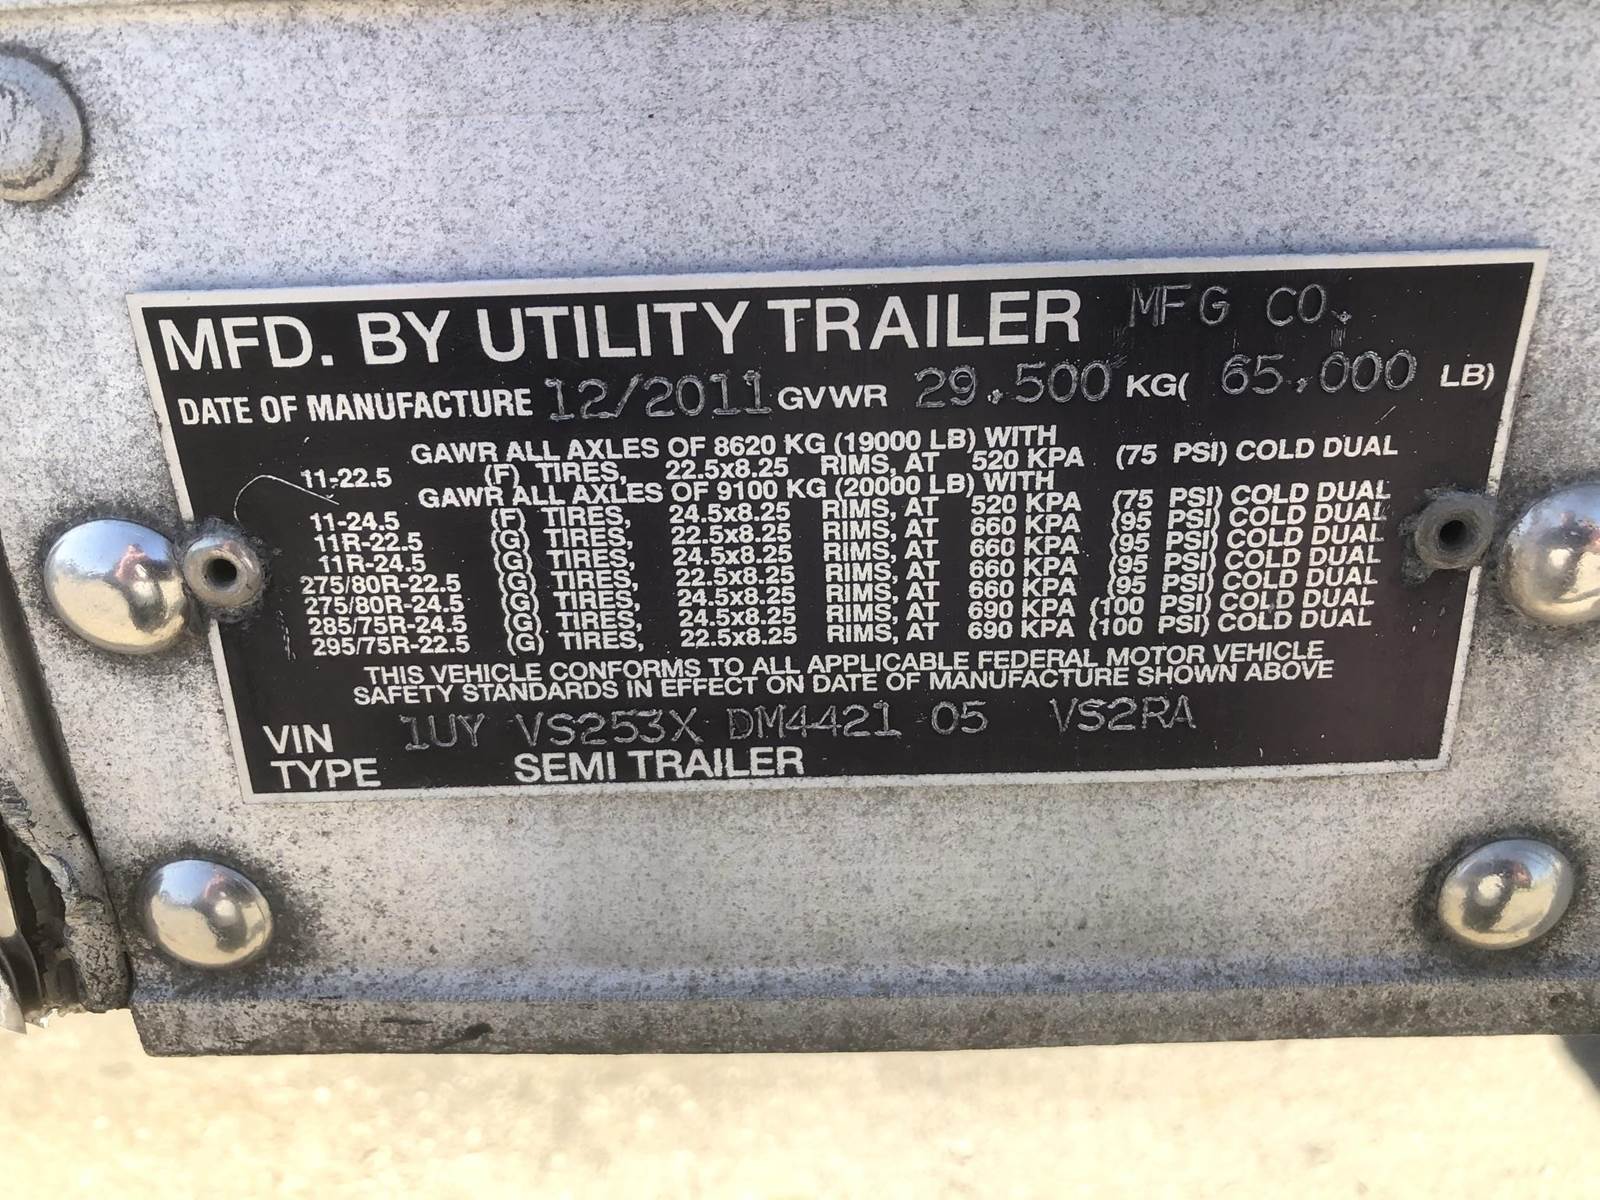 MFD. BY UTILITY TRAILER MFG CO.
DATE OF MANUFACTURE 12/2011 GVWR 29,500 KG( 65,000 LB)
GAWR ALL AXLES OF 8620 KG (19000 LB) WITH
11-22.5 (F) TIRES, 22.5x8.25 RIMS, AT 520 KPA (75 PSI) COLD DUAL
GAWR ALL AXLES OF 9100 KG (20000 LB) WITH
11-24.5 (F) TIRES, 24.5x8.25 RIMS, AT 520 KPA (75 PSI) COLD DUAL
11R-22.5 (G) TIRES, 22.5x8.25 RIMS, AT 660 KPA (95 PSI) COLD DUAL
11R-24.5 (G) TIRES, 24.5x8.25 RIMS, AT 660 KPA (95 PSI) COLD DUAL
275/80R-22.5 (G) TIRES, 22.5x8.25 RIMS, AT 660 KPA (95 PSI) COLD DUAL
275/80R-24.5 (G) TIRES, 24.5x8.25 RIMS, AT 660 KPA (95 PSI) COLD DUAL
285/75R-24.5 (G) TIRES, 24.5x8.25 RIMS, AT 690 KPA (100 PSI) COLD DUAL
295/75R-22.5 (G) TIRES, 22.5x8.25 RIMS, AT 690 KPA (100 PSI) COLD DUAL
THIS VEHICLE CONFORMS TO ALL APPLICABLE FEDERAL MOTOR VEHICLE
SAFETY STANDARDS IN EFFECT ON DATE OF MANUFACTURE SHOWN ABOVE
VIN 1UY VS253X DM4421 05 VS2RA
TYPE SEMI TRAILER